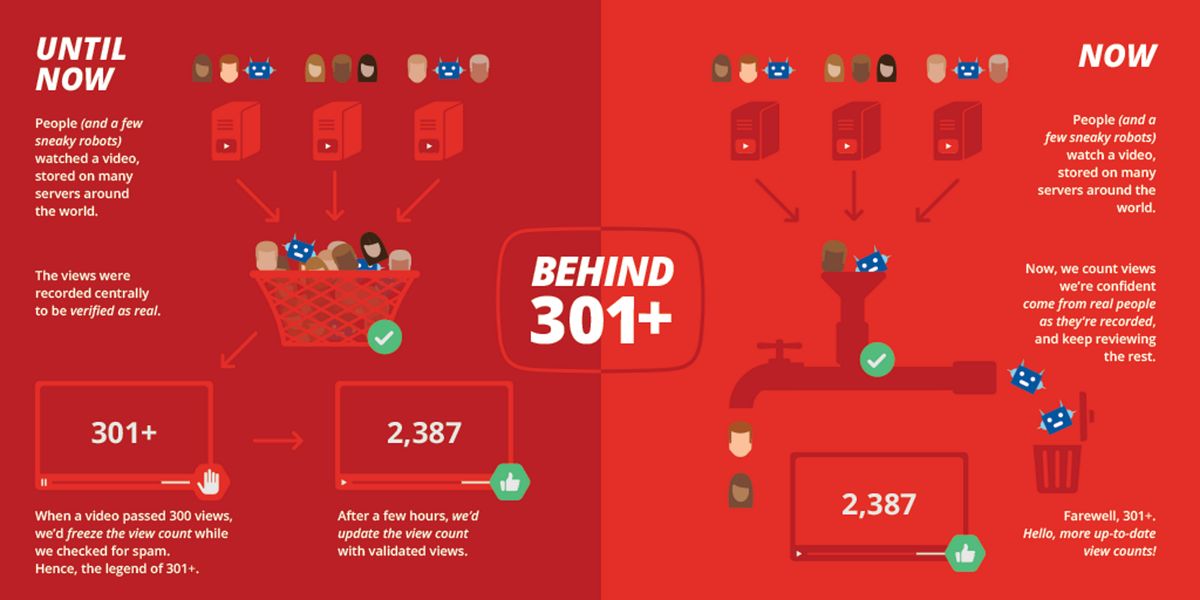 UNTIL
NOW
People (and a few
sneaky robots)
watched a video,
stored on many
servers around
the world.
The views were
recorded centrally
to be verified as real.
301+
2,387
When a video passed 300 views,
we'd freeze the view count while
we checked for spam.
Hence, the legend of 301+.
After a few hours, we'd
update the view count
with validated views.
BEHIND
301+
NOW
People (and a
few sneaky robots)
watch a video,
stored on many
servers around the
world.
Now, we count views
we're confident
come from real people
as they're recorded,
and keep reviewing
the rest.
2,387
Farewell, 301+.
Hello, more up-to-date
view counts!